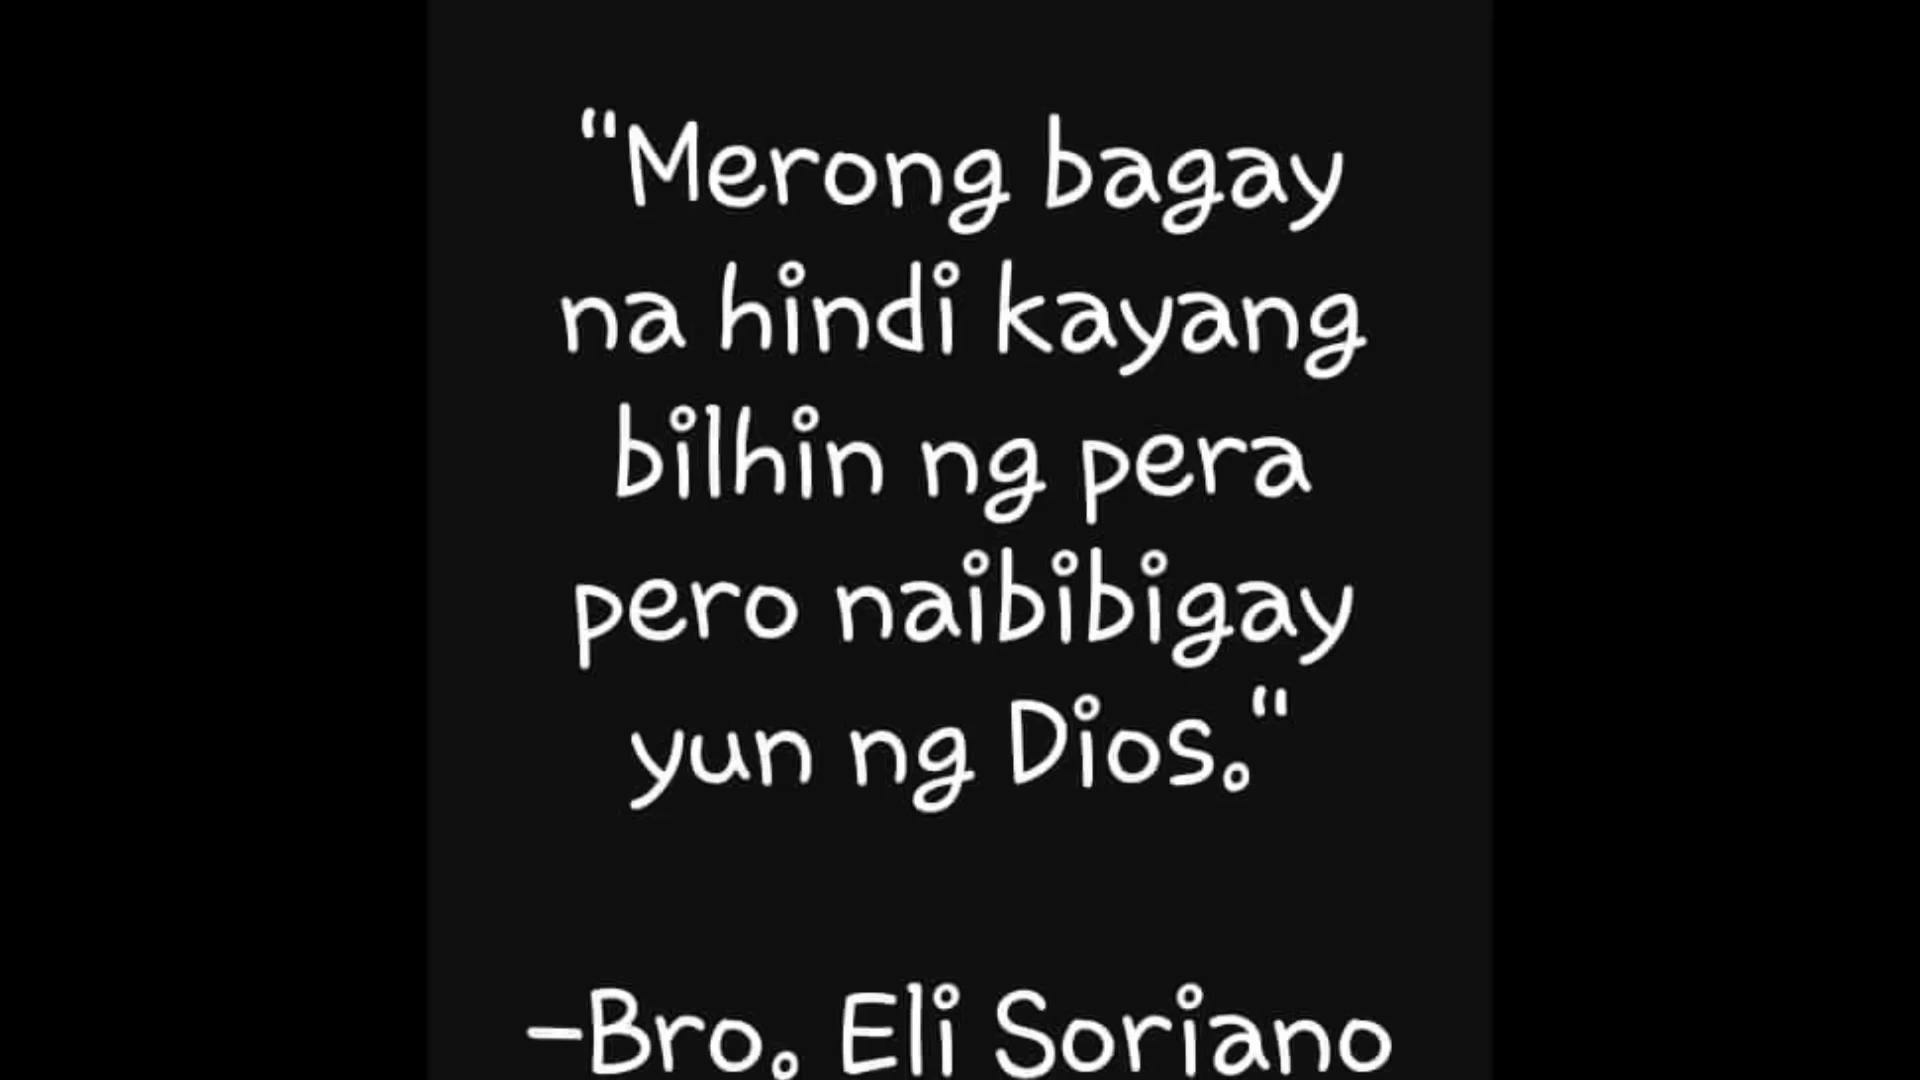 "Merong bagay
na hindi kayang
bilhin ng pera
pero naibibigay
yun ng Dios."
-Bro. Eli Soriano